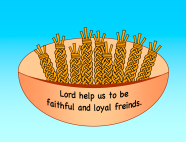 Lord help us to be
faithful and loyal freinds.